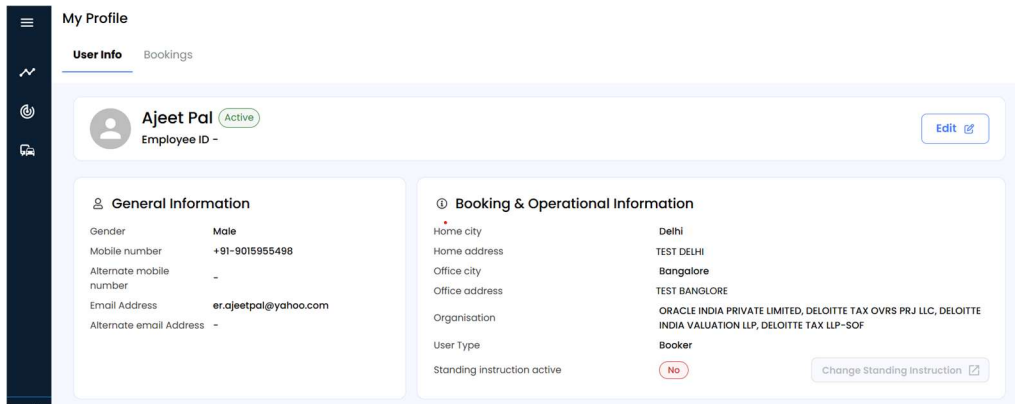 My Profile
User Info Bookings
Ajeet Pal Active
Employee ID -
Edit
General Information
Gender Male
Mobile number +91-9015955498
Alternate mobile
number -
Email Address er.ajeetpal@yahoo.com
Alternate email Address -
Booking & Operational Information
Home city Delhi
Home address TEST DELHI
Office city Bangalore
Office address TEST BANGLORE
Organisation ORACLE INDIA PRIVATE LIMITED, DELOITTE TAX OVRS PRJ LLC, DELOITTE
INDIA VALUATION LLP, DELOITTE TAX LLP-SOF
User Type Booker
Standing instruction active No Change Standing Instruction